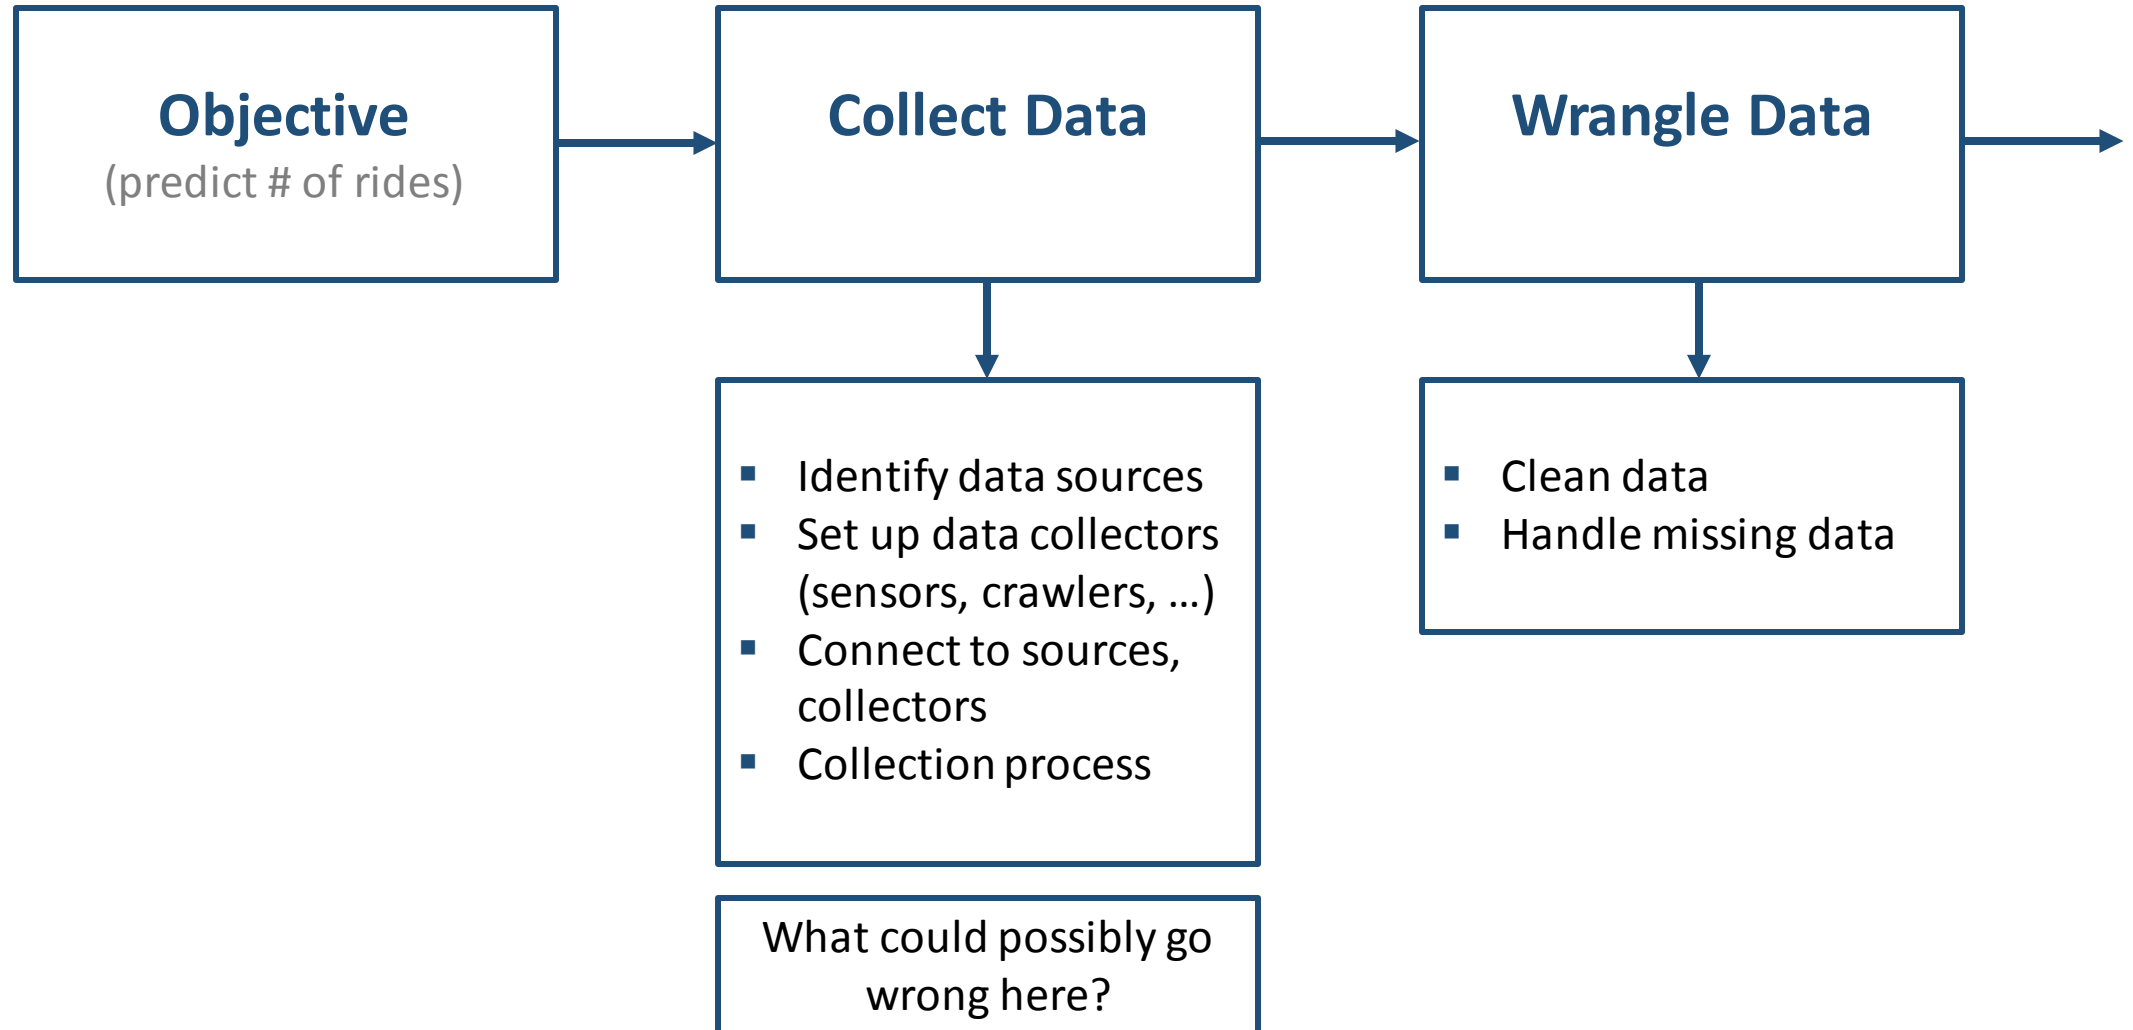 Objective
(predict # of rides)
Collect Data
Wrangle Data
▪ Identify data sources
▪ Set up data collectors
(sensors, crawlers, …)
▪ Connect to sources,
collectors
▪ Collection process
▪ Clean data
▪ Handle missing data
What could possibly go
wrong here?